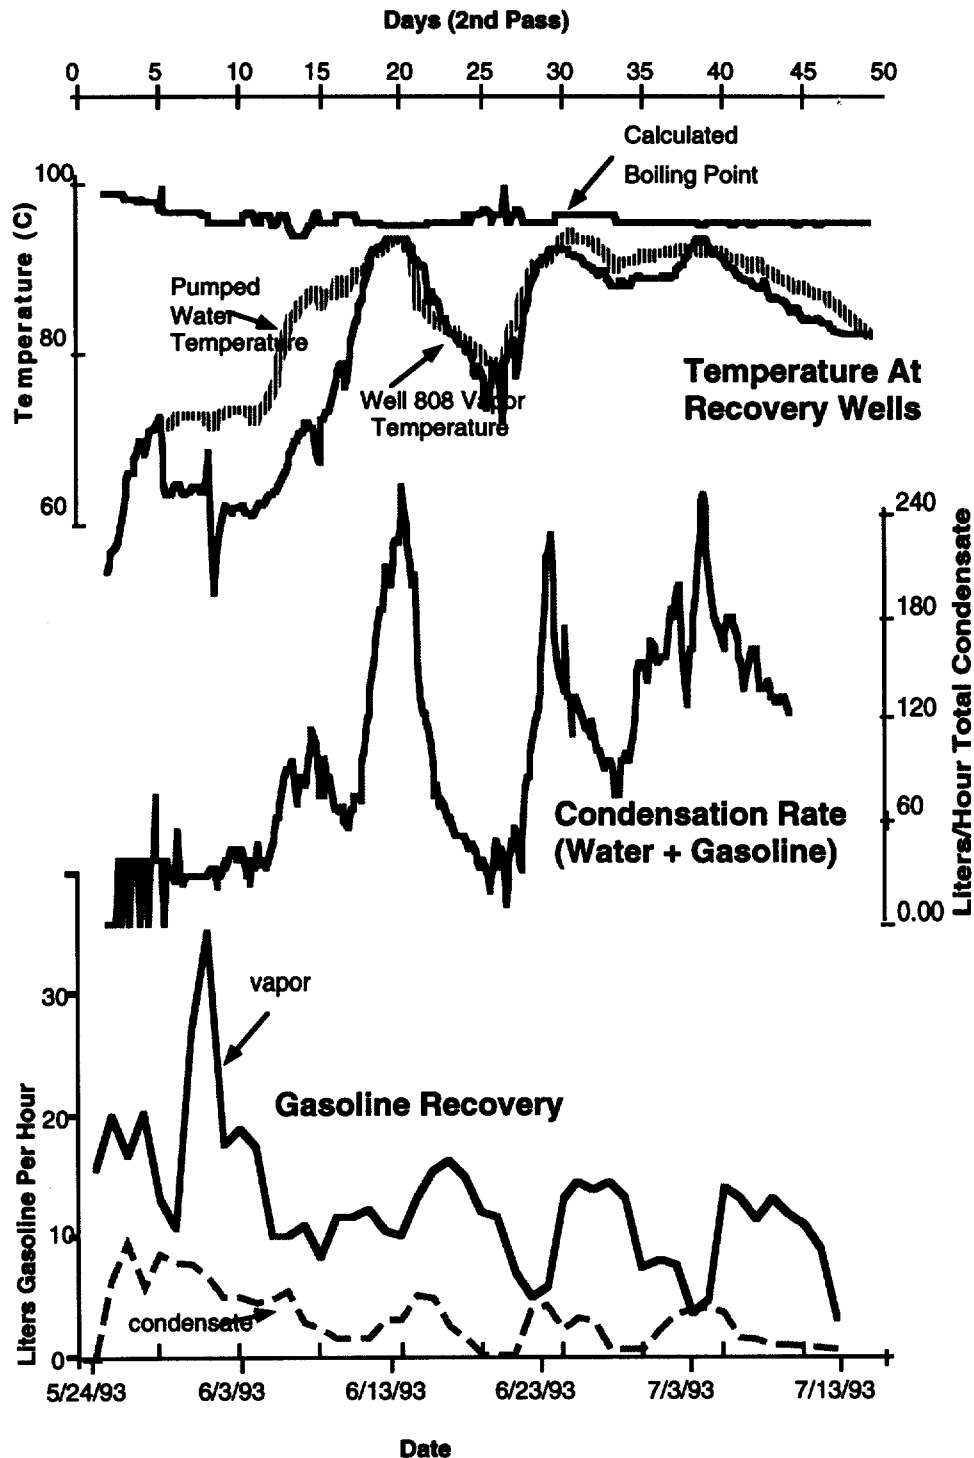 Days (2nd Pass)
0 5 10 15 20 25 30 35 40 45 50
Calculated
Boiling Point
100
80
60
Temperature (C)
Pumped
Water
Temperature
Well 808 Vapor
Temperature
Temperature At
Recovery Wells
240
180
120
60
0.00
Liters/Hour Total Condensate
Condensation Rate
(Water + Gasoline)
30
20
10
0
Liters Gasoline Per Hour
vapor
Gasoline Recovery
condensate
5/24/93 6/3/93 6/13/93 6/23/93 7/3/93 7/13/93
Date